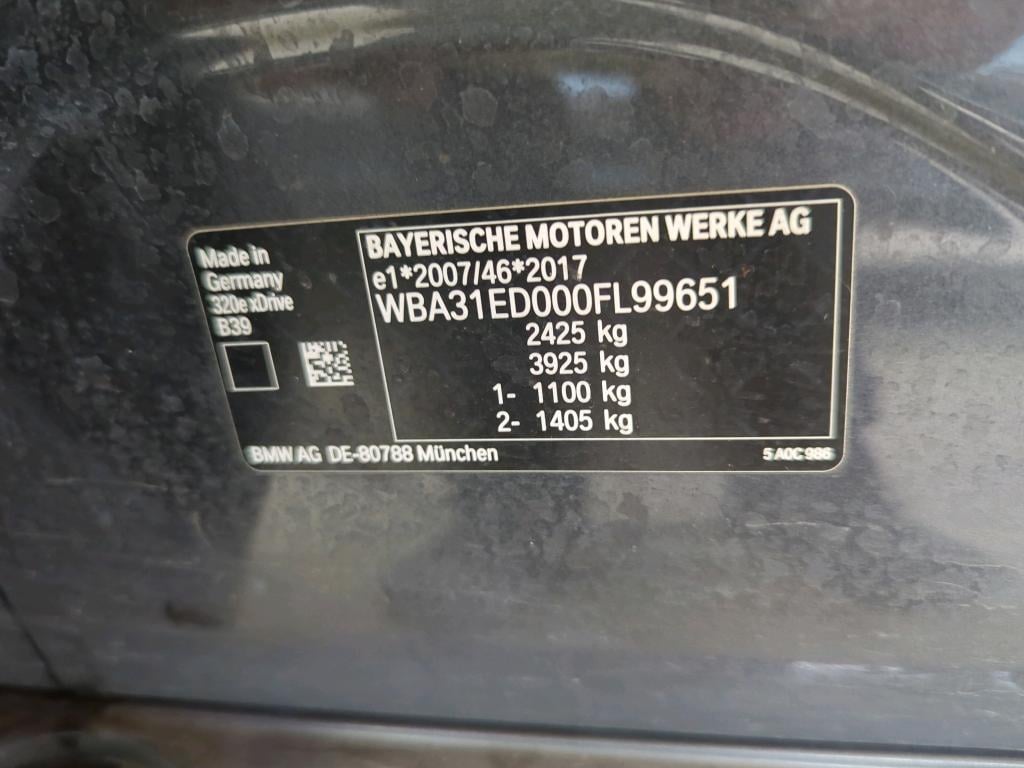 Made in
Germany
320e xDrive
B39
BAYERISCHE MOTOREN WERKE AG
e1*2007/46*2017
WBA31ED000FL99651
2425 kg
3925 kg
1- 1100 kg
2- 1405 kg
BMW AG DE-80788 München
5 A0C 986